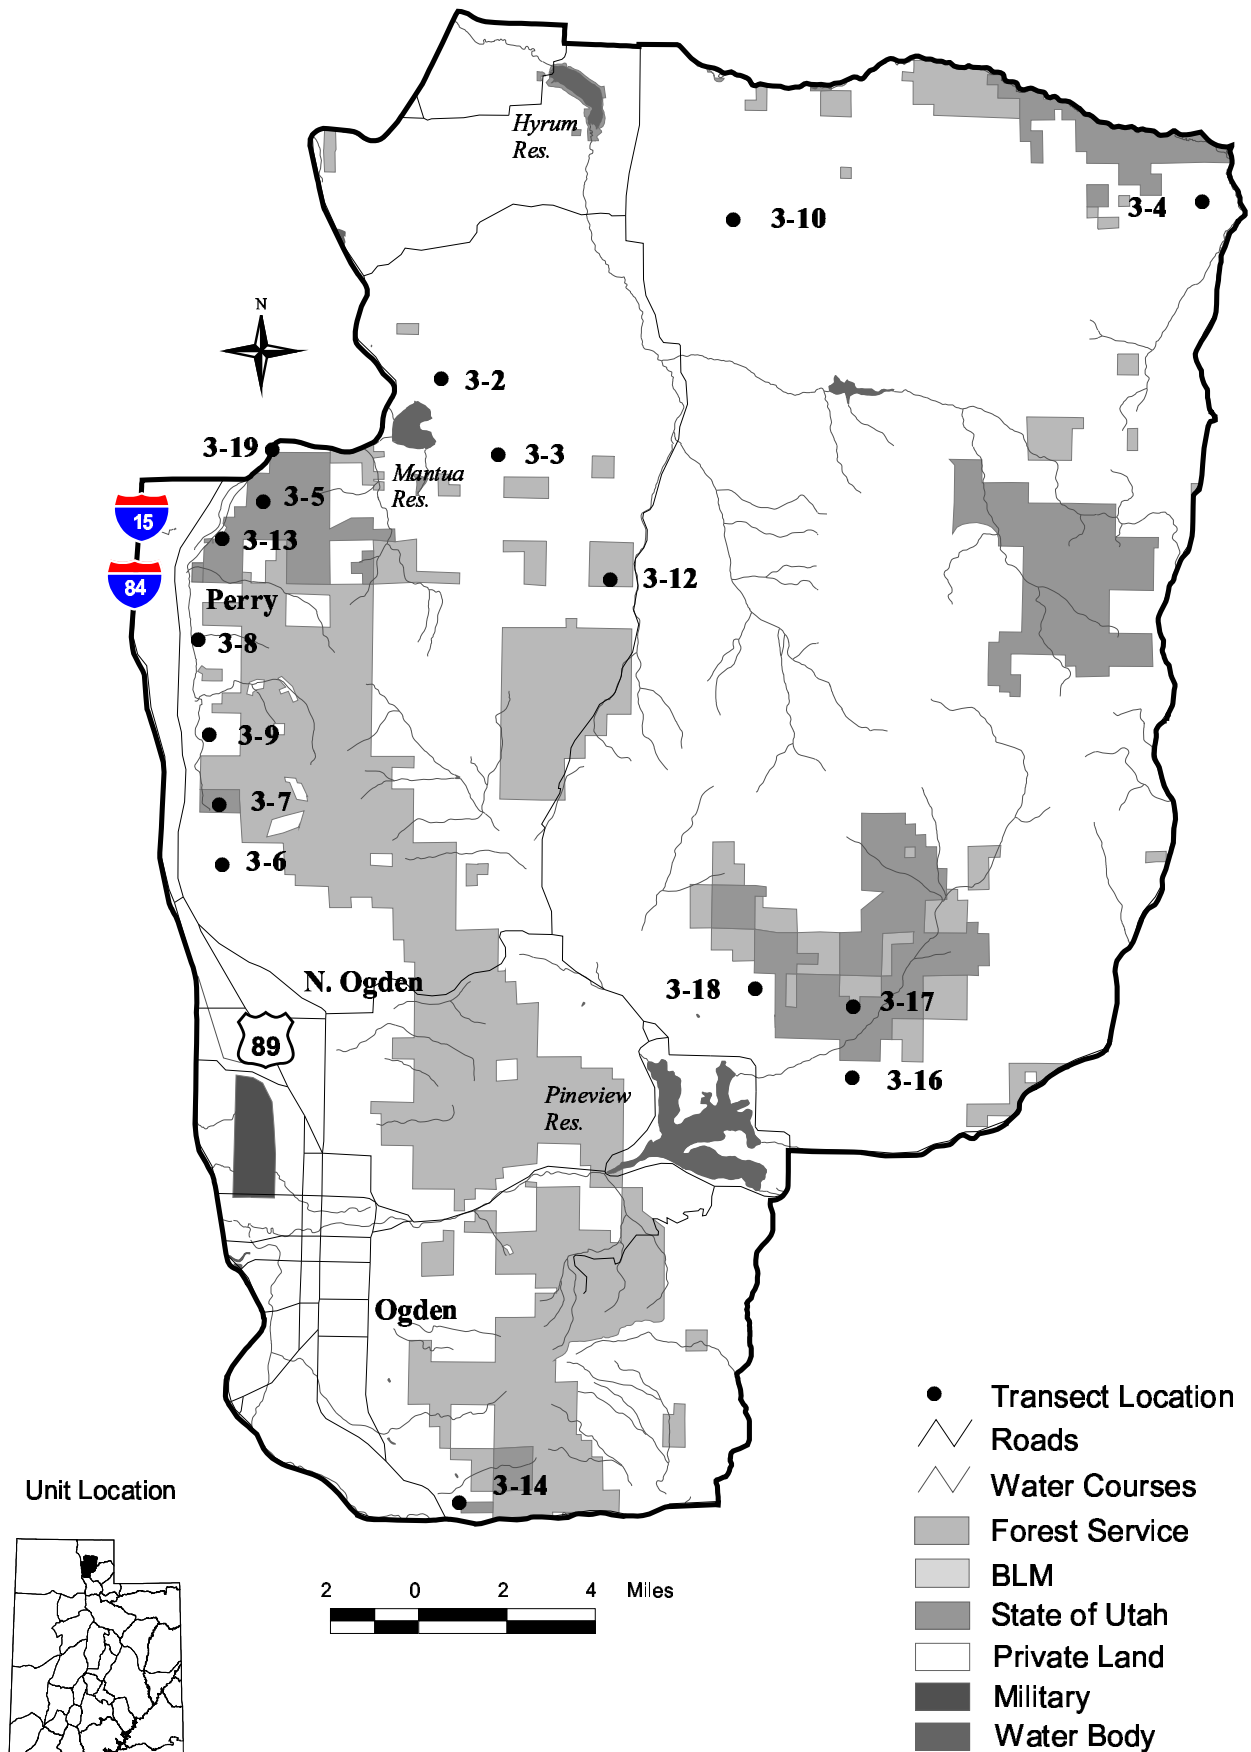 Hyrum
Res.
3-10
3-4
N
3-2
3-19
3-3
Mantua
Res.
3-5
15
3-13
84
3-12
Perry
3-8
3-9
3-7
3-6
N. Ogden
3-18
3-17
89
3-16
Pineview
Res.
Ogden
3-14
Transect Location
Roads
Water Courses
Forest Service
BLM
State of Utah
Private Land
Military
Water Body
Unit Location
2 0 2 4 Miles